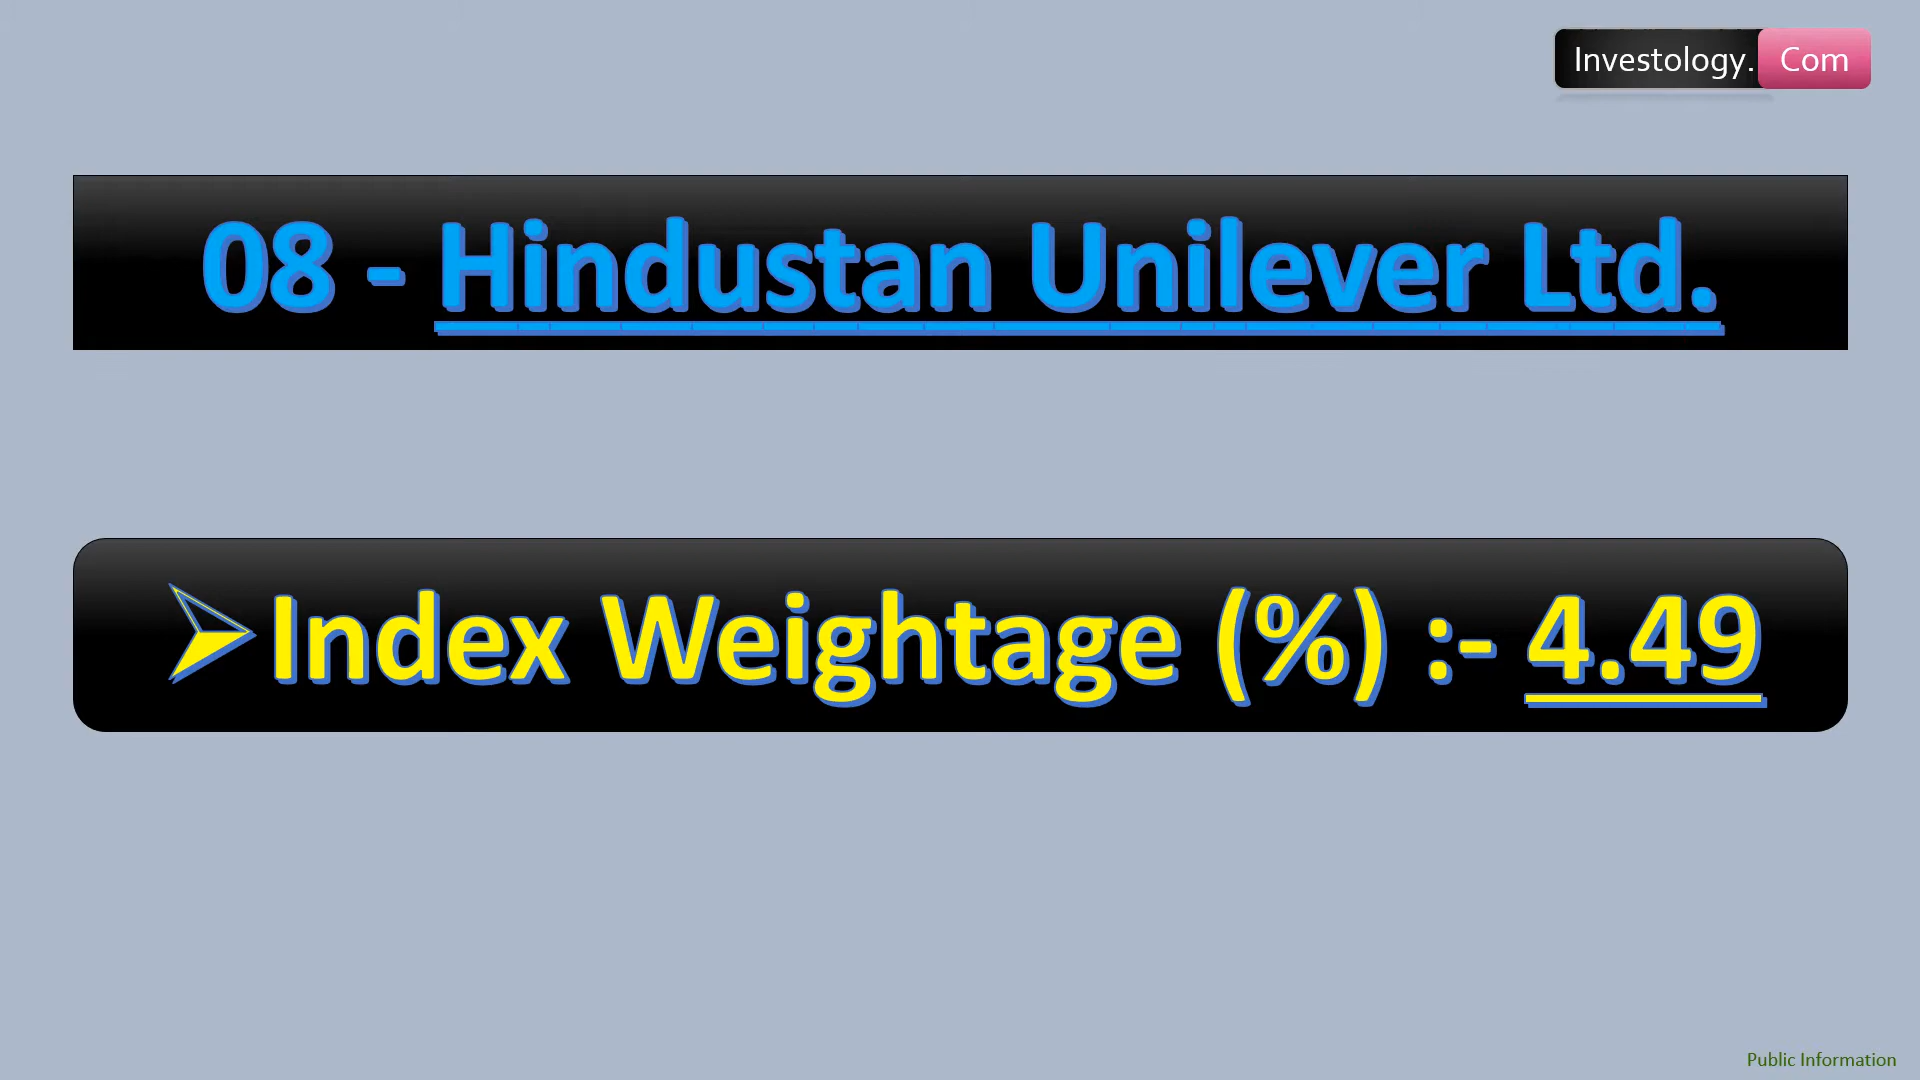 Investology. Com
08 - Hindustan Unilever Ltd.
➢Index Weightage (%) :- 4.49
Public Information